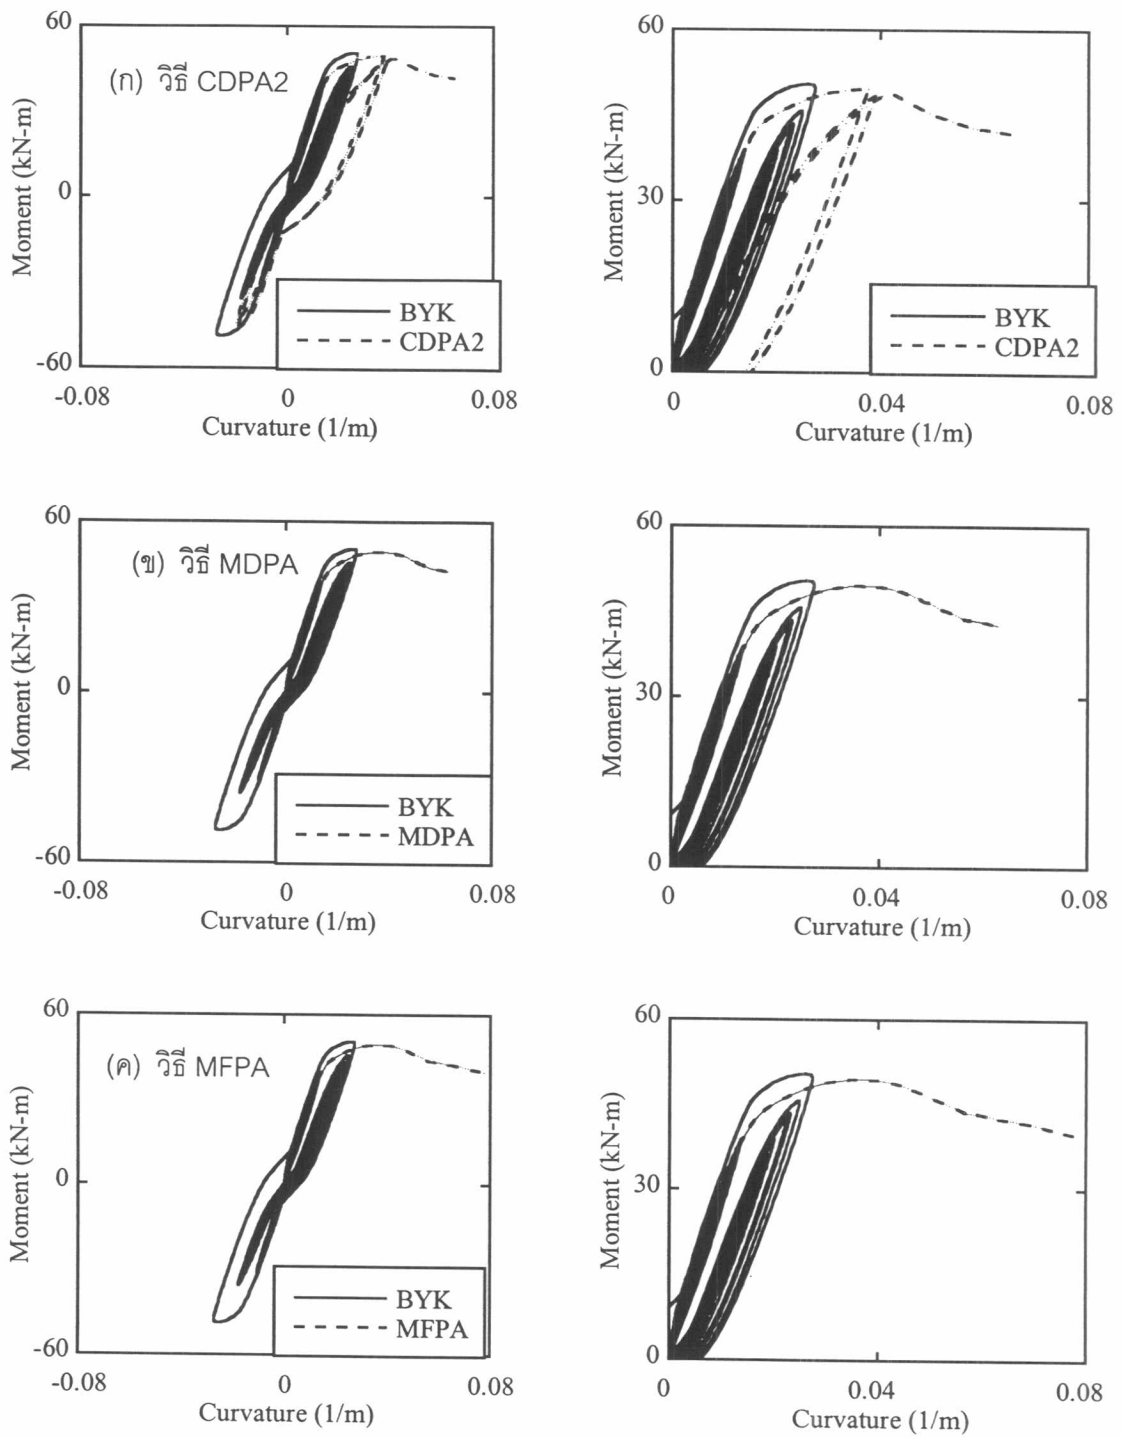 60
(ก) วิธี CDPA2
Moment (kN-m)
0
-60
BYK
CDPA2
-0.08
0
0.08
Curvature (1/m)
60
Moment (kN-m)
30
0
BYK
CDPA2
0
0.04
0.08
Curvature (1/m)
60
(ข) วิธี MDPA
Moment (kN-m)
0
-60
BYK
MDPA
-0.08
0
0.08
Curvature (1/m)
60
Moment (kN-m)
30
0
0
0.04
0.08
Curvature (1/m)
60
(ค) วิธี MFPA
Moment (kN-m)
0
-60
BYK
MFPA
-0.08
0
0.08
Curvature (1/m)
60
Moment (kN-m)
30
0
0
0.04
0.08
Curvature (1/m)